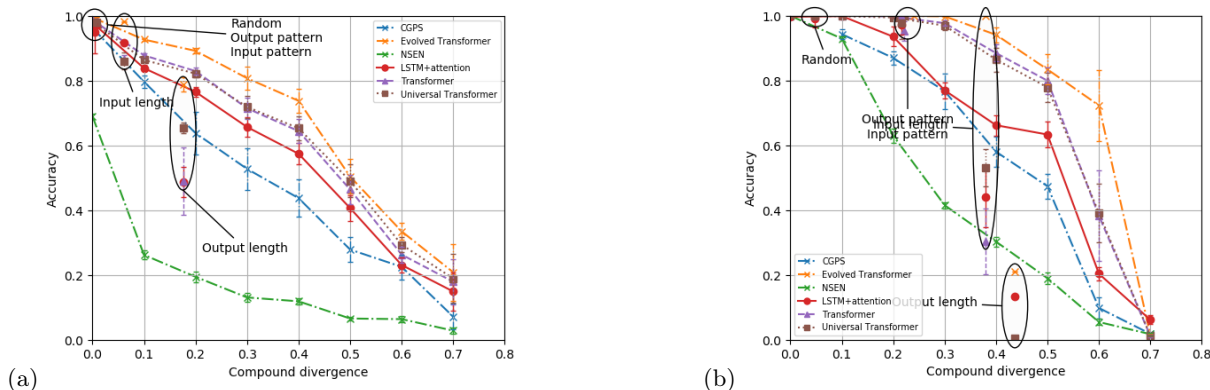 1.0
0.8
0.6
0.4
0.2
0.0
Accuracy
Random
Output pattern
Input pattern
Input length
Output length
CGPS
Evolved Transformer
NSEN
LSTM+attention
Transformer
Universal Transformer
0.0 0.1 0.2 0.3 0.4 0.5 0.6 0.7 0.8
Compound divergence
(a)
1.0
0.8
0.6
0.4
0.2
0.0
Accuracy
Random
Output pattern
Input length
Input pattern
Output length
CGPS
Evolved Transformer
NSEN
LSTM+attention
Transformer
Universal Transformer
0.0 0.1 0.2 0.3 0.4 0.5 0.6 0.7 0.8
Compound divergence
(b)